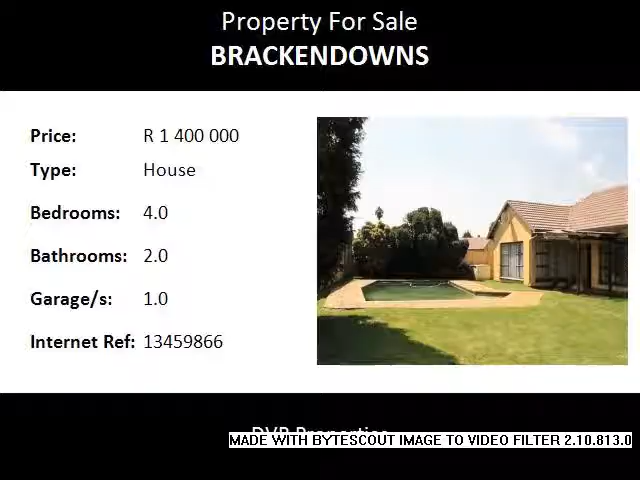 Property For Sale
BRACKENDOWNS
Price: R 1 400 000
Type: House
Bedrooms: 4.0
Bathrooms: 2.0
Garage/s: 1.0
Internet Ref: 13459866
MADE WITH BYTESCOUT IMAGE TO VIDEO FILTER 2.10.813.0